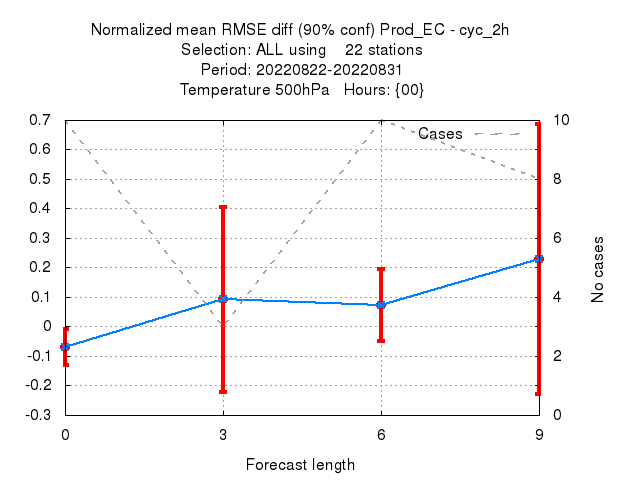 Normalized mean RMSE diff (90% conf) Prod_EC - cyc_2h
Selection: ALL using 22 stations
Period: 20220822-20220831
Temperature 500hPa Hours: {00}
0.7
0.6
0.5
0.4
0.3
0.2
0.1
0
-0.1
-0.2
-0.3
Cases
10
8
6
4
2
0
No cases
0 3 6 9
Forecast length